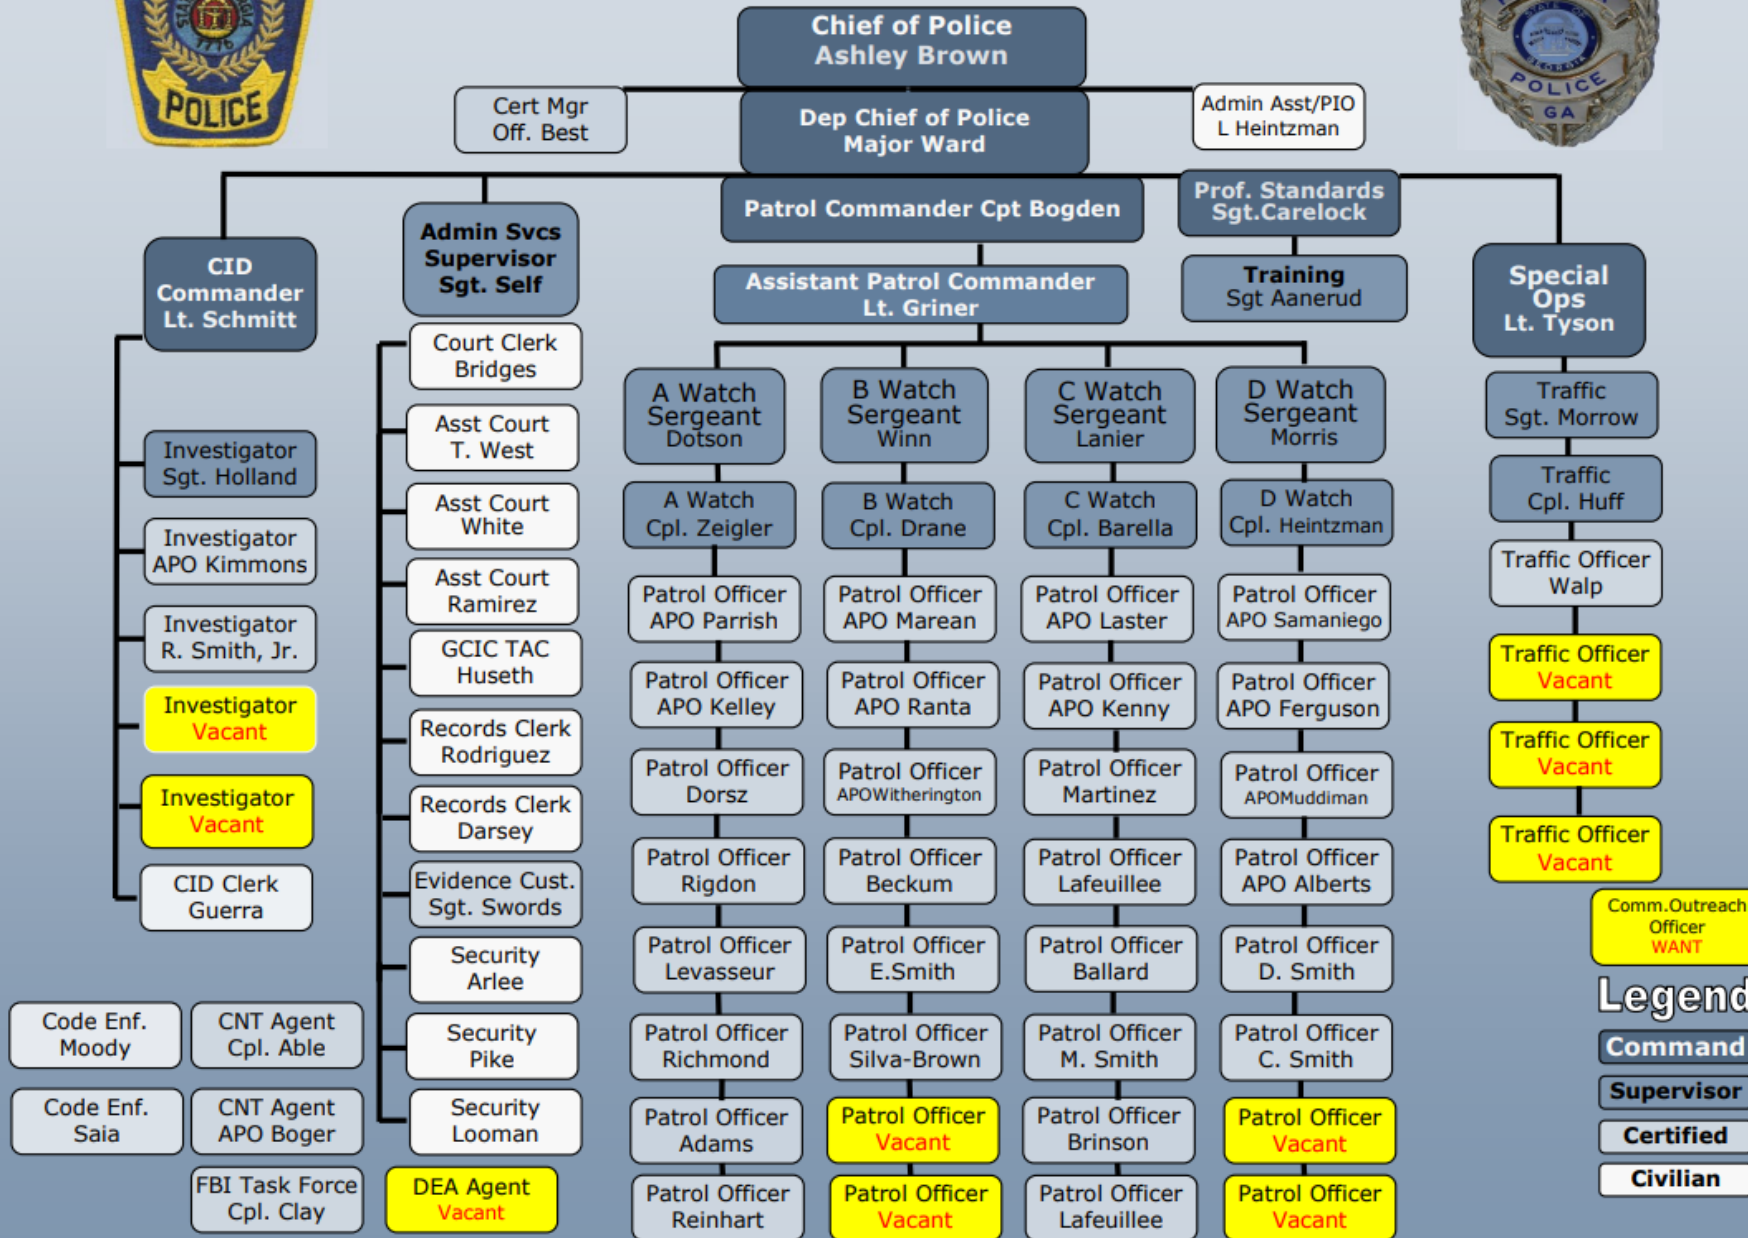 1776
POLICE
Chief of Police
Ashley Brown
STATE OF
GEORGIA
POLICE
GA
Cert Mgr
Off. Best
Dep Chief of Police
Major Ward
Admin Asst/PIO
L Heintzman
Patrol Commander Cpt Bogden
Prof. Standards
Sgt.Carelock
Assistant Patrol Commander
Lt. Griner
Training
Sgt Aanerud
CID
Commander
Lt. Schmitt
Investigator
Sgt. Holland
Investigator
APO Kimmons
Investigator
R. Smith, Jr.
Investigator
Vacant
Investigator
Vacant
CID Clerk
Guerra
Code Enf.
Moody
CNT Agent
Cpl. Able
Code Enf.
Saia
CNT Agent
APO Boger
FBI Task Force
Cpl. Clay
DEA Agent
Vacant
Admin Svcs
Supervisor
Sgt. Self
Court Clerk
Bridges
Asst Court
T. West
Asst Court
White
Asst Court
Ramirez
GCIC TAC
Huseth
Records Clerk
Rodriguez
Records Clerk
Darsey
Evidence Cust.
Sgt. Swords
Security
Arlee
Security
Pike
Security
Looman
A Watch
Sergeant
Dotson
A Watch
Cpl. Zeigler
Patrol Officer
APO Parrish
Patrol Officer
APO Kelley
Patrol Officer
Dorsz
Patrol Officer
Rigdon
Patrol Officer
Levasseur
Patrol Officer
Richmond
Patrol Officer
Adams
Patrol Officer
Reinhart
B Watch
Sergeant
Winn
B Watch
Cpl. Drane
Patrol Officer
APO Marean
Patrol Officer
APO Ranta
Patrol Officer
APOWitherington
Patrol Officer
Beckum
Patrol Officer
E.Smith
Patrol Officer
Silva-Brown
Patrol Officer
Vacant
Patrol Officer
Vacant
C Watch
Sergeant
Lanier
C Watch
Cpl. Barella
Patrol Officer
APO Laster
Patrol Officer
APO Kenny
Patrol Officer
Martinez
Patrol Officer
Lafeuillee
Patrol Officer
Ballard
Patrol Officer
M. Smith
Patrol Officer
Brinson
Patrol Officer
Lafeuillee
D Watch
Sergeant
Morris
D Watch
Cpl. Heintzman
Patrol Officer
APO Samaniego
Patrol Officer
APO Ferguson
Patrol Officer
APOMuddiman
Patrol Officer
APO Alberts
Patrol Officer
D. Smith
Patrol Officer
C. Smith
Patrol Officer
Vacant
Patrol Officer
Vacant
Special
Ops
Lt. Tyson
Traffic
Sgt. Morrow
Traffic
Cpl. Huff
Traffic Officer
Walp
Traffic Officer
Vacant
Traffic Officer
Vacant
Traffic Officer
Vacant
Comm.Outreach
Officer
WANT
Legend
Command
Supervisor
Certified
Civilian